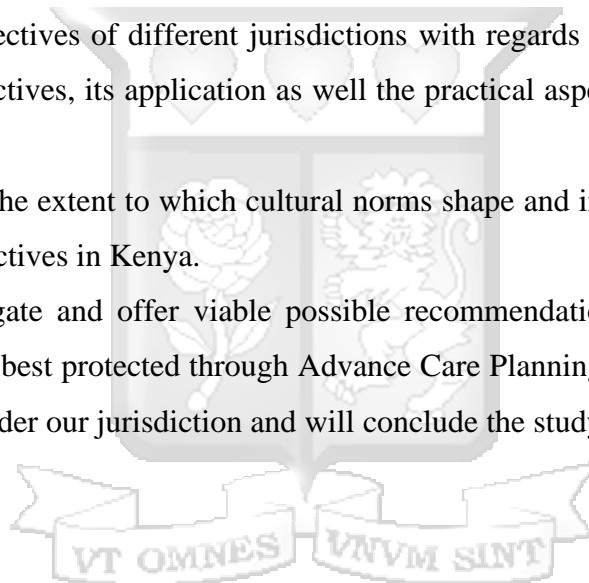 ectives of different jurisdictions with regards
ctives, its application as well the practical aspe
he extent to which cultural norms shape and i
ctives in Kenya.
gate and offer viable possible recommendati
best protected through Advance Care Planning
der our jurisdiction and will conclude the study
VT OMNES VNVM SINT